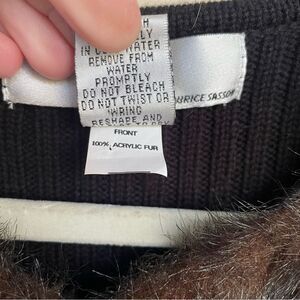 IN WATER
REMOVE FROM
WATER
PROMPTLY
DO NOT BLEACH
DO NOT TWIST OR
WRING
RESHAPE AND
URICE SASSON
FRONT
100% ACRYLIC FUR